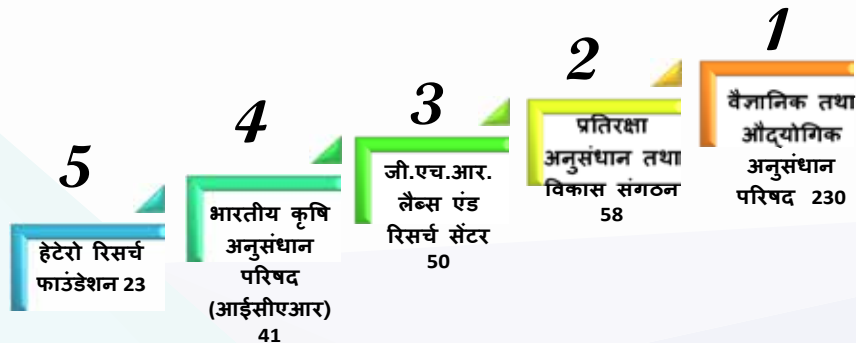 1
वैज्ञानिक तथा
औद्योगिक
अनुसंधान
परिषद 230
2
प्रतिरक्षा
अनुसंधान तथा
विकास संगठन
58
3
जी.एच.आर.
लैब्स एंड
रिसर्च सेंटर
50
4
भारतीय कृषि
अनुसंधान
परिषद
(आईसीएआर)
41
5
हेटेरो रिसर्च
फाउंडेशन 23